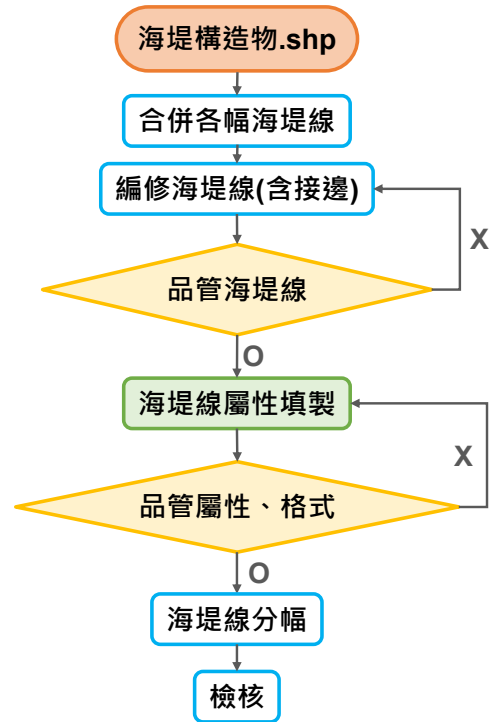 海堤構造物.shp
合併各幅海堤線
編修海堤線(含接邊)
X
品管海堤線
O
海堤線屬性填製
X
品管屬性、格式
O
海堤線分幅
檢核